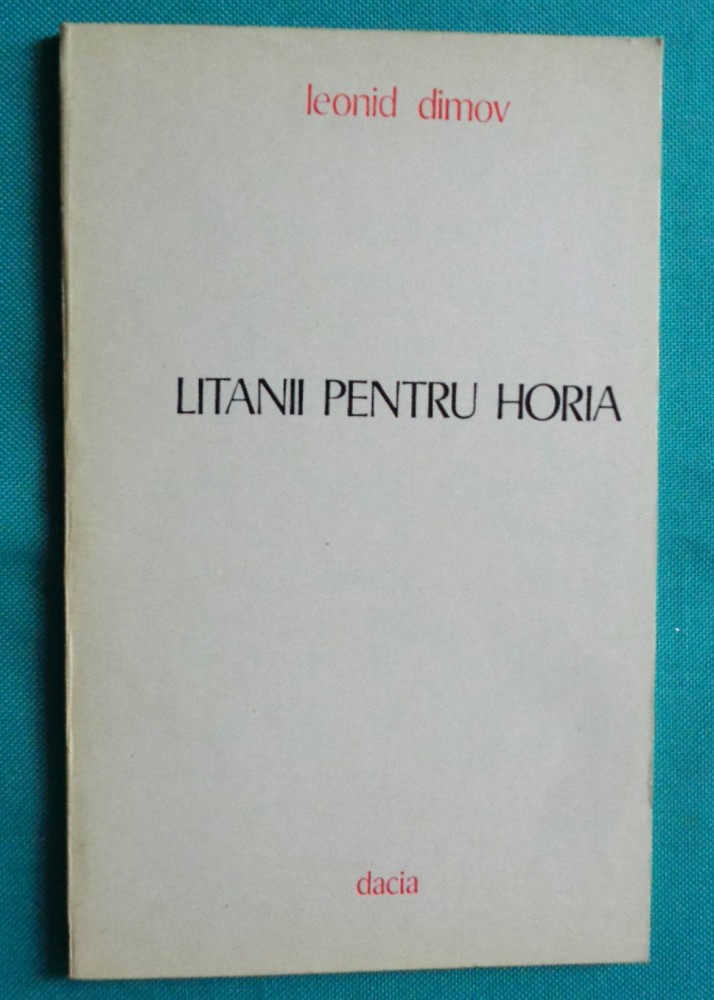 leonid dimov
LITANII PENTRU HORIA
dacia